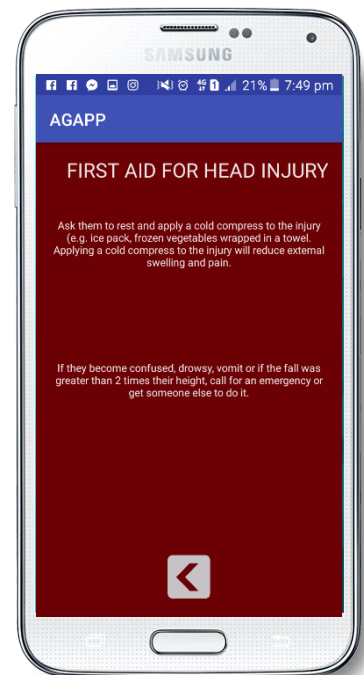 SAMSUNG
4G 1 21% 7:49 pm
AGAPP
FIRST AID FOR HEAD INJURY
Ask them to rest and apply a cold compress to the injury
(e.g. ice pack, frozen vegetables wrapped in a towel.
Applying a cold compress to the injury will reduce external
swelling and pain.
If they become confused, drowsy, vomit or if the fall was
greater than 2 times their height, call for an emergency or
get someone else to do it.